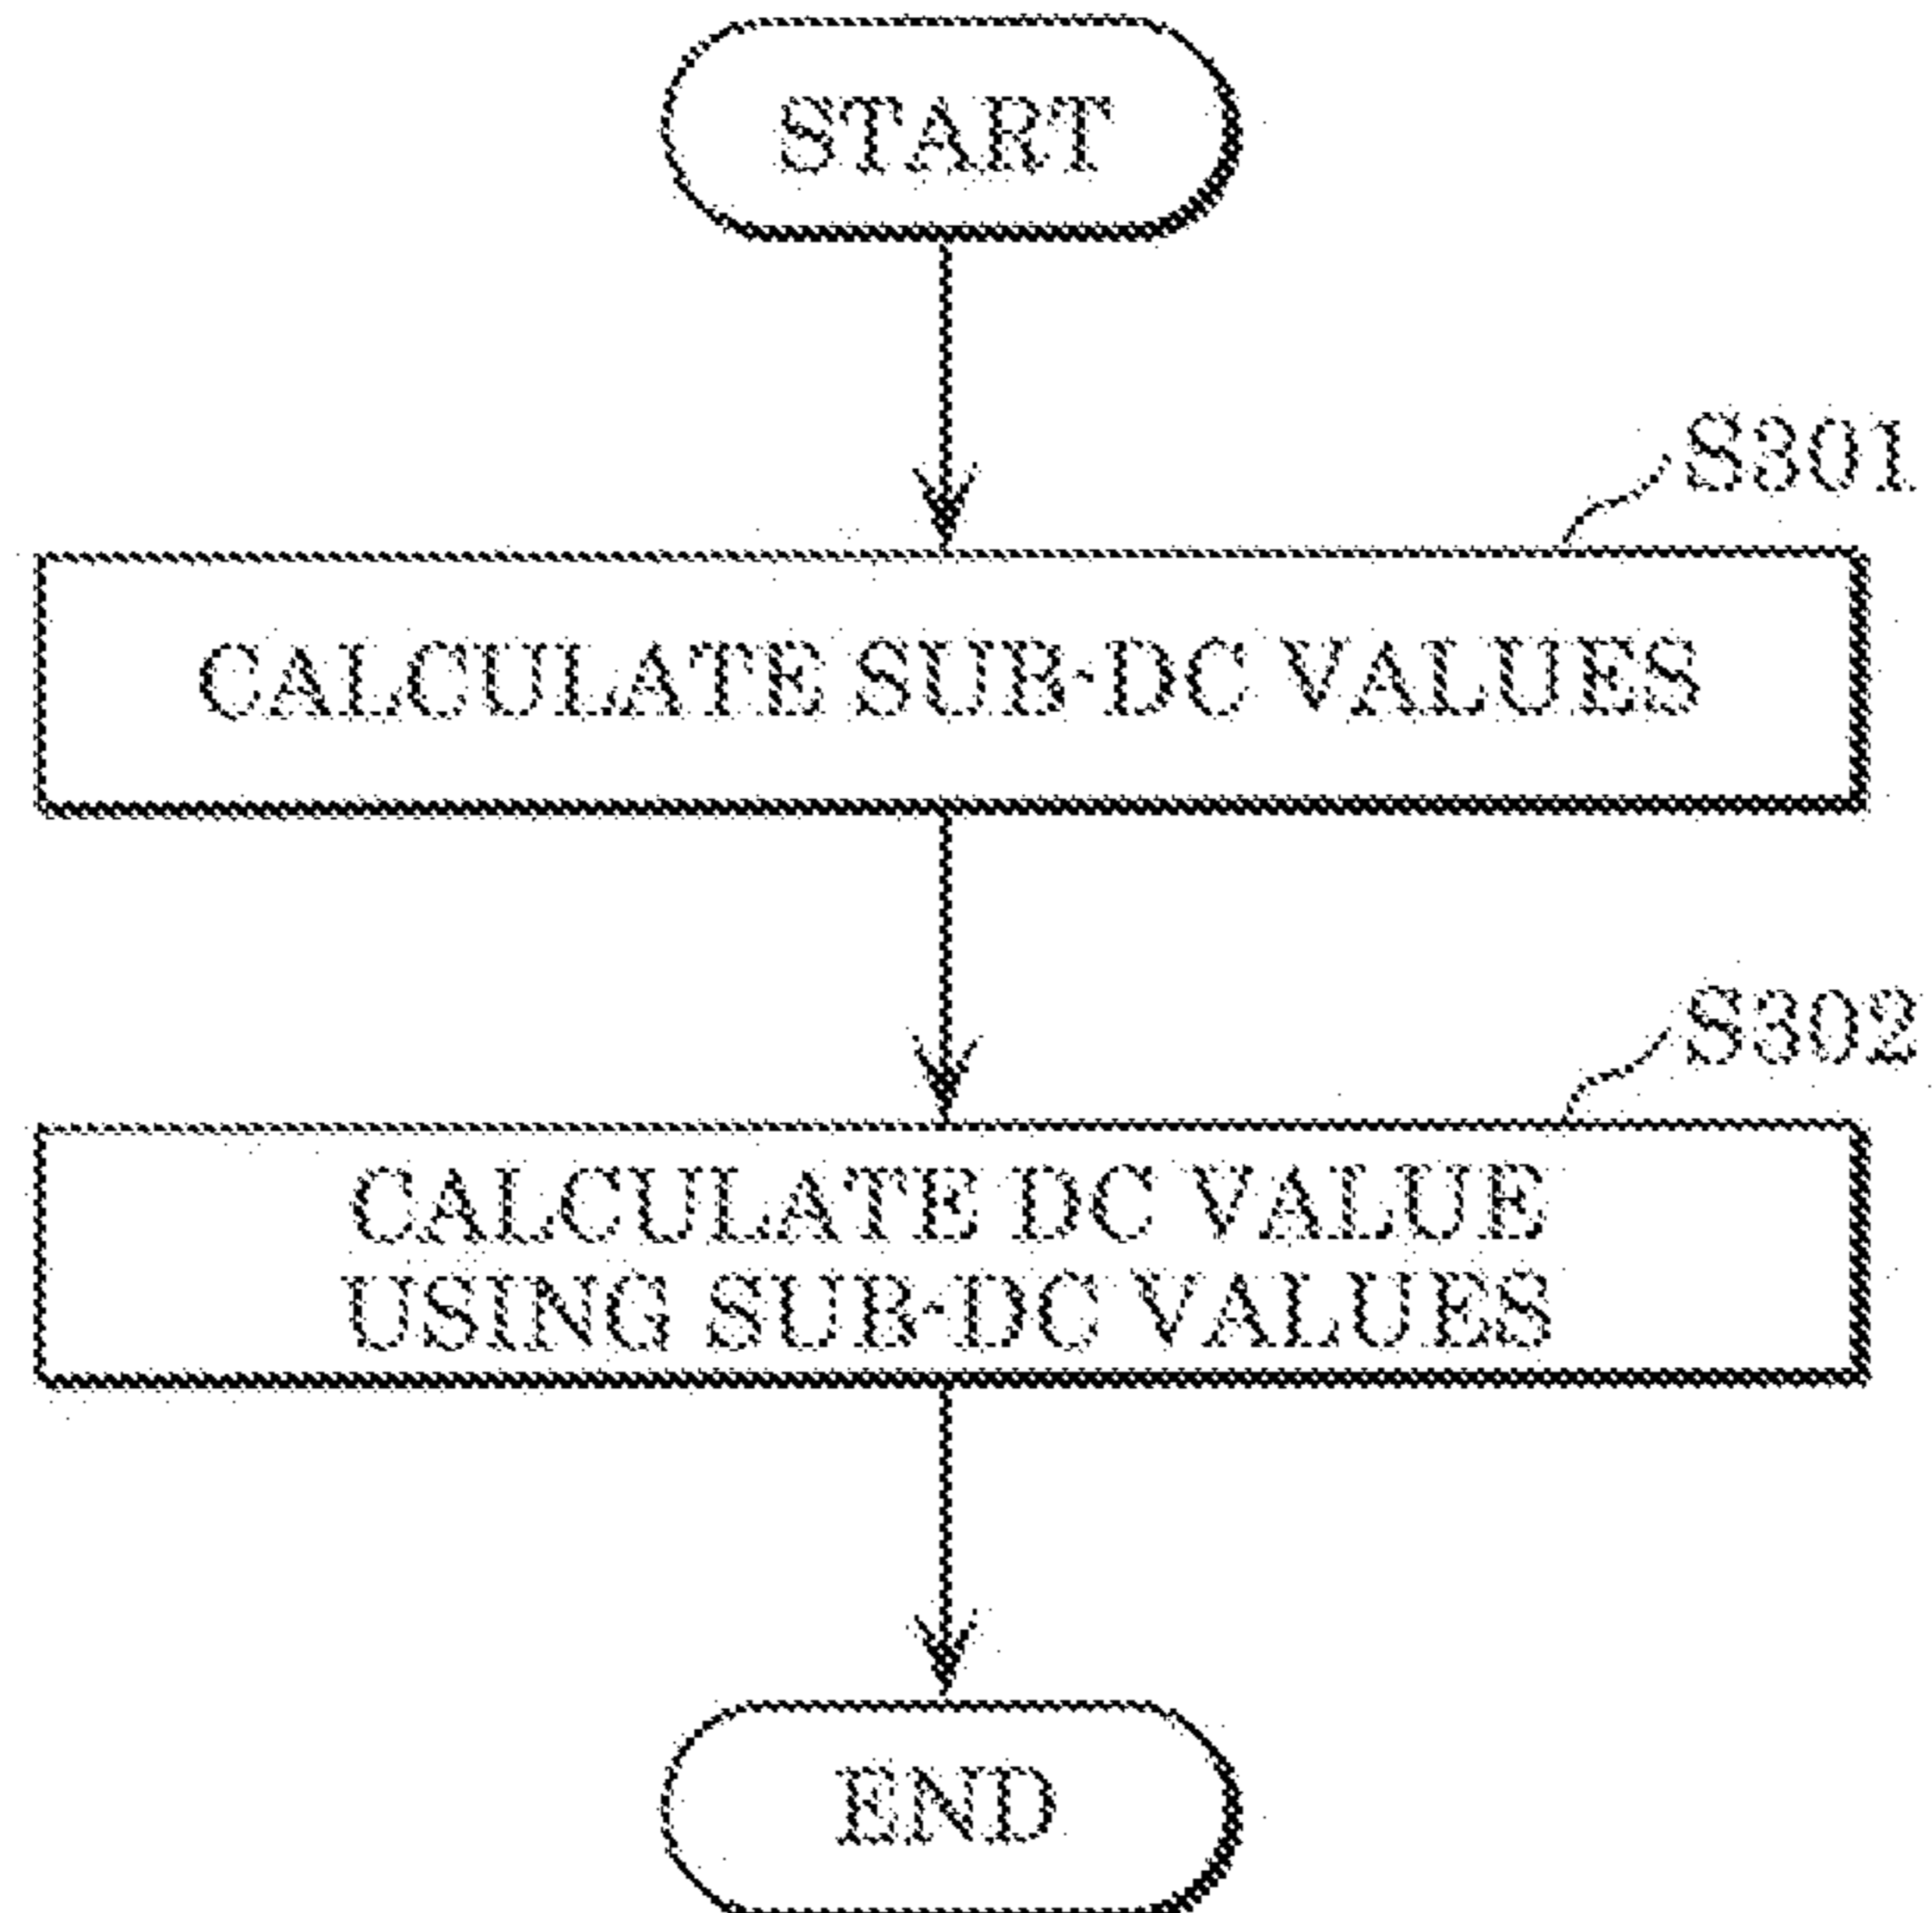 START
S301
CALCULATE SUB-DC VALUES
S302
CALCULATE DC VALUE
USING SUB-DC VALUES
END